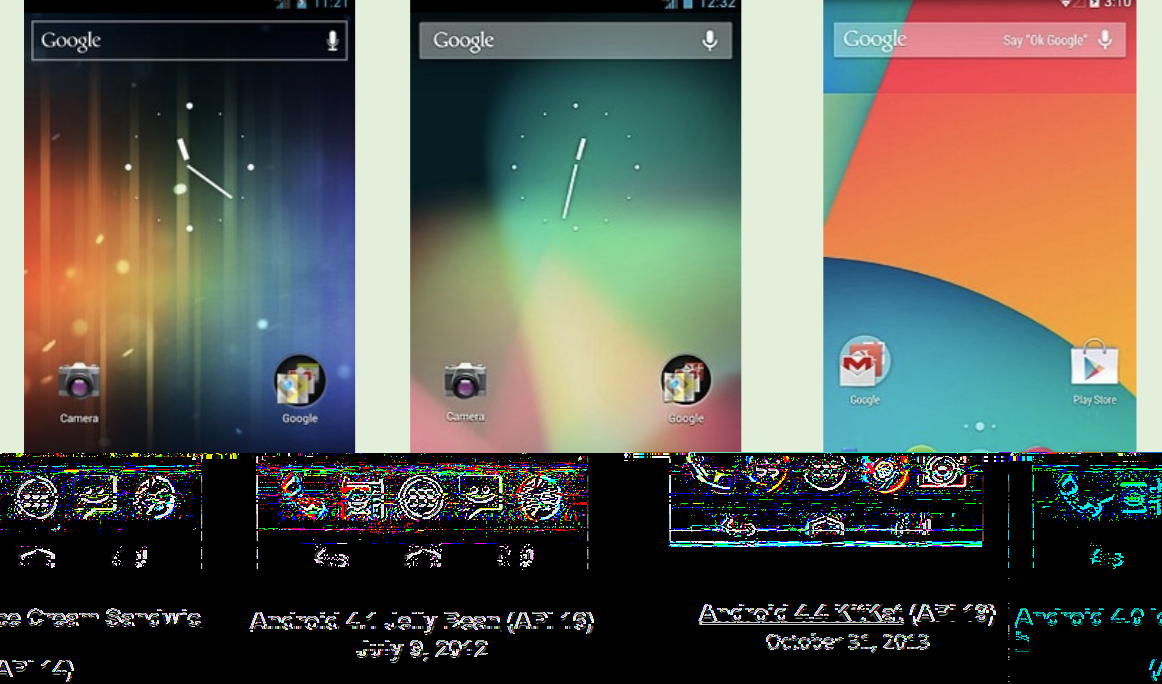 11:21
12:32
3:10
Google
Google
Google Say "Ok Google"
Camera
Google
Camera
Google
Google
Play Store
Cream Sandwic
Android 4.1 Jelly Bean (API 16)
Android 4.4 KitKat (API 19)
Android 4.0
July 9, 2012
October 31, 2013
(API 14)